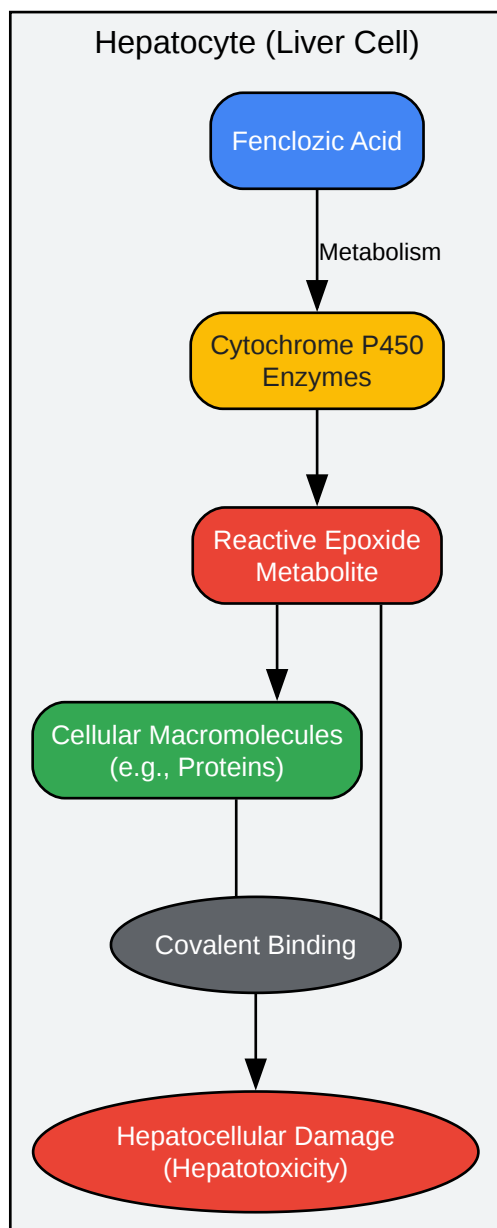 Hepatocyte (Liver Cell)
Fenclozic Acid
Metabolism
Cytochrome P450
Enzymes
Reactive Epoxide
Metabolite
Cellular Macromolecules
(e.g., Proteins)
Covalent Binding
Hepatocellular Damage
(Hepatotoxicity)